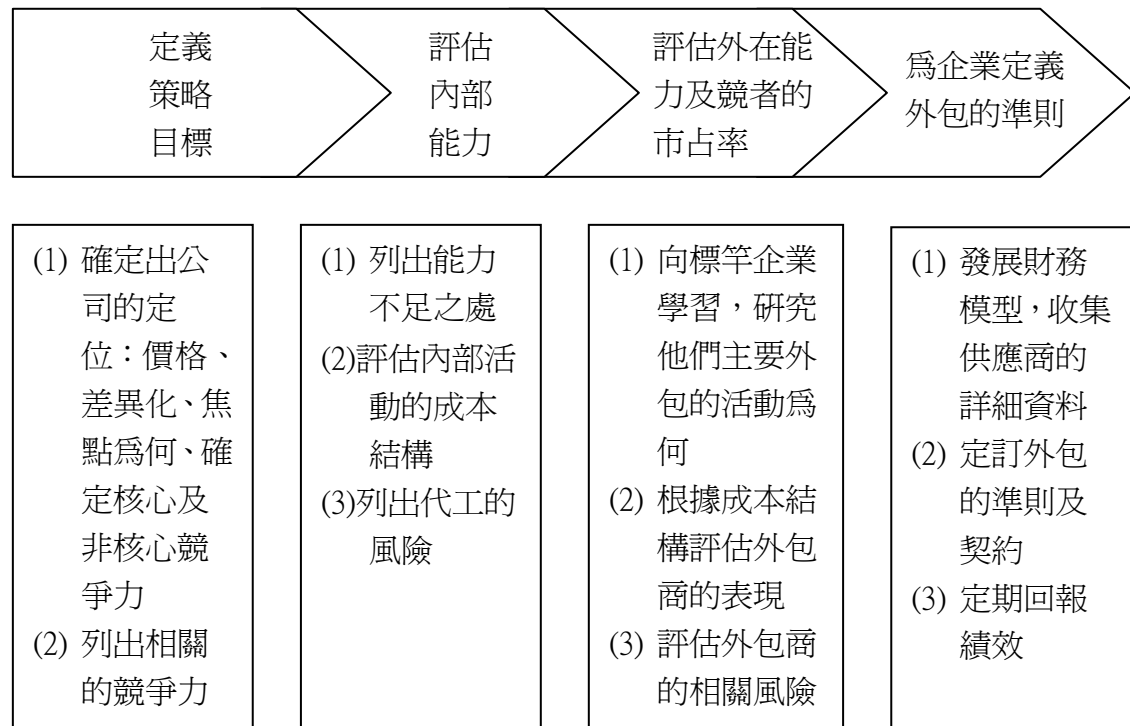 定義
策略
目標
評估
內部
能力
評估外在能
力及競者的
市占率
為企業定義
外包的準則
(1) 確定出公
司的定
位：價格、
差異化、焦
點為何、確
定核心及
非核心競
爭力
(2) 列出相關
的競爭力
(1) 列出能力
不足之處
(2)評估內部活
動的成本
結構
(3)列出代工的
風險
(1) 向標竿企業
學習，研究
他們主要外
包的活動為
何
(2) 根據成本結
構評估外包
商的表現
(3) 評估外包商
的相關風險
(1) 發展財務
模型，收集
供應商的
詳細資料
(2) 定訂外包
的準則及
契約
(3) 定期回報
績效